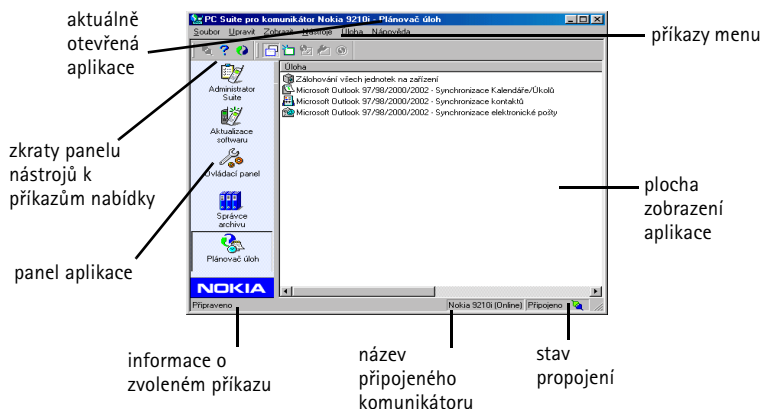 aktuálně
otevřená
aplikace
PC Suite pro komunikátor Nokia 9210i - Plánovač úloh
Soubor Upravit Zobrazit Nástroje Úloha Nápověda
příkazy menu
Úloha
Zálohování všech jednotek na zařízení
Microsoft Outlook 97/98/2000/2002 - Synchronizace Kalendáře/Úkolů
Microsoft Outlook 97/98/2000/2002 - Synchronizace kontaktů
Microsoft Outlook 97/98/2000/2002 - Synchronizace elektronické pošty
Administrator
Suite
Aktualizace
softwaru
Ovládací panel
Správce
archivu
Plánovač úloh
NOKIA
zkraty panelu
nástrojů k
příkazům nabídky
panel aplikace
plocha
zobrazení
aplikace
Připraveno
Nokia 9210i (Online)
Připojeno
informace o
zvoleném příkazu
název
připojeného
komunikátoru
stav
propojení